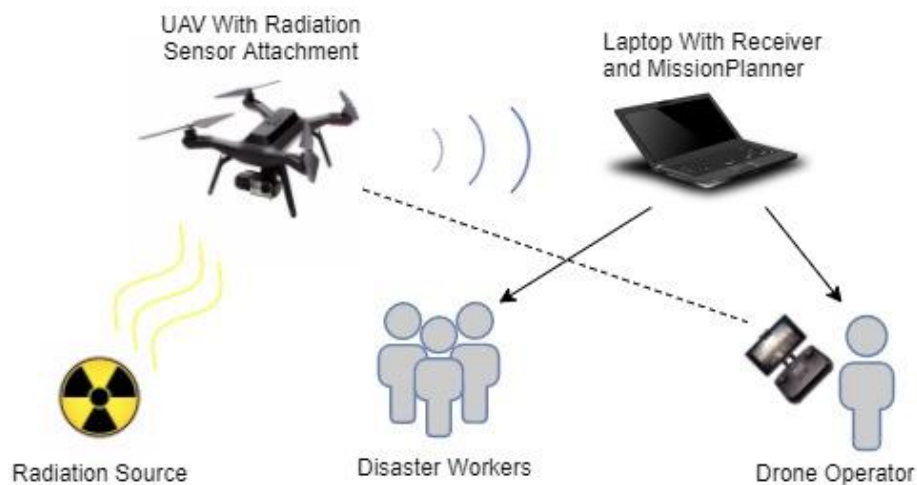 UAV With Radiation
Sensor Attachment
Laptop With Receiver
and MissionPlanner
Radiation Source
Disaster Workers
Drone Operator